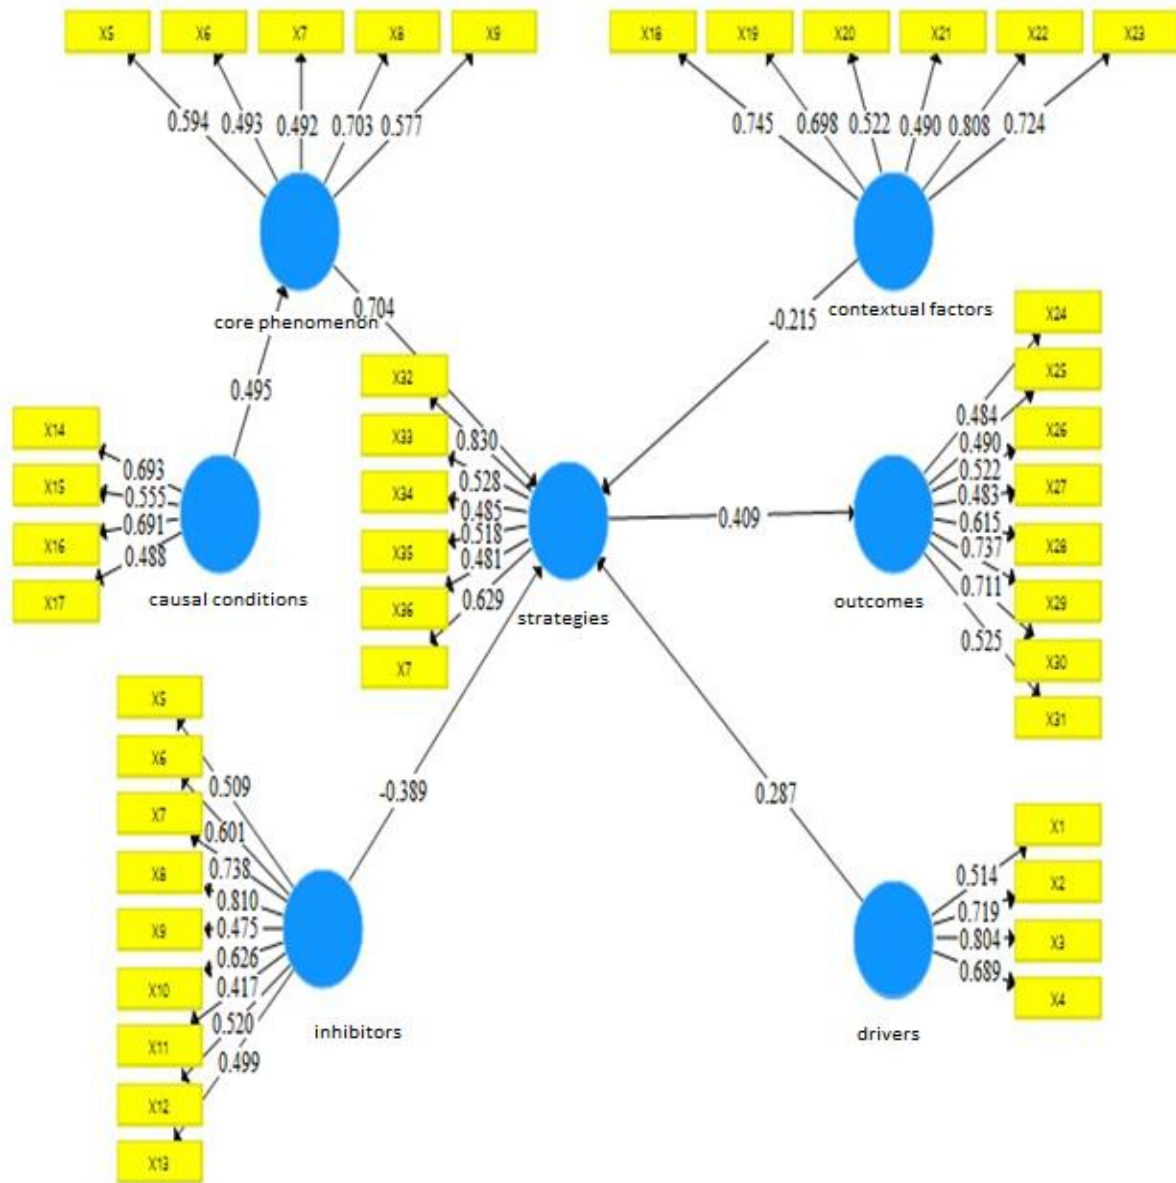 X5 X6 X7 X8 X9 X18 X19 X20 X21 X22 X23
0.594 0.493 0.492 0.703 0.577 0.745 0.698 0.522 0.490 0.808 0.724
core phenomenon
0.704
contextual factors
-0.215
0.495
X14
X15
X16
X17
0.693
0.555
0.691
0.488
causal conditions
X32
X33
X34
X35
X36
X7
0.830
0.528
0.485
0.518
0.481
0.629
strategies
0.409
X24
X25
X26
X27
X28
X29
X30
X31
0.484
0.490
0.522
0.483
0.615
0.737
0.711
0.525
outcomes
X5
X6
X7
X8
X9
X10
X11
X12
X13
0.509
0.601
0.738
0.810
0.475
0.626
0.417
0.520
0.499
inhibitors
-0.389
0.287
X1
X2
X3
X4
0.514
0.719
0.804
0.689
drivers